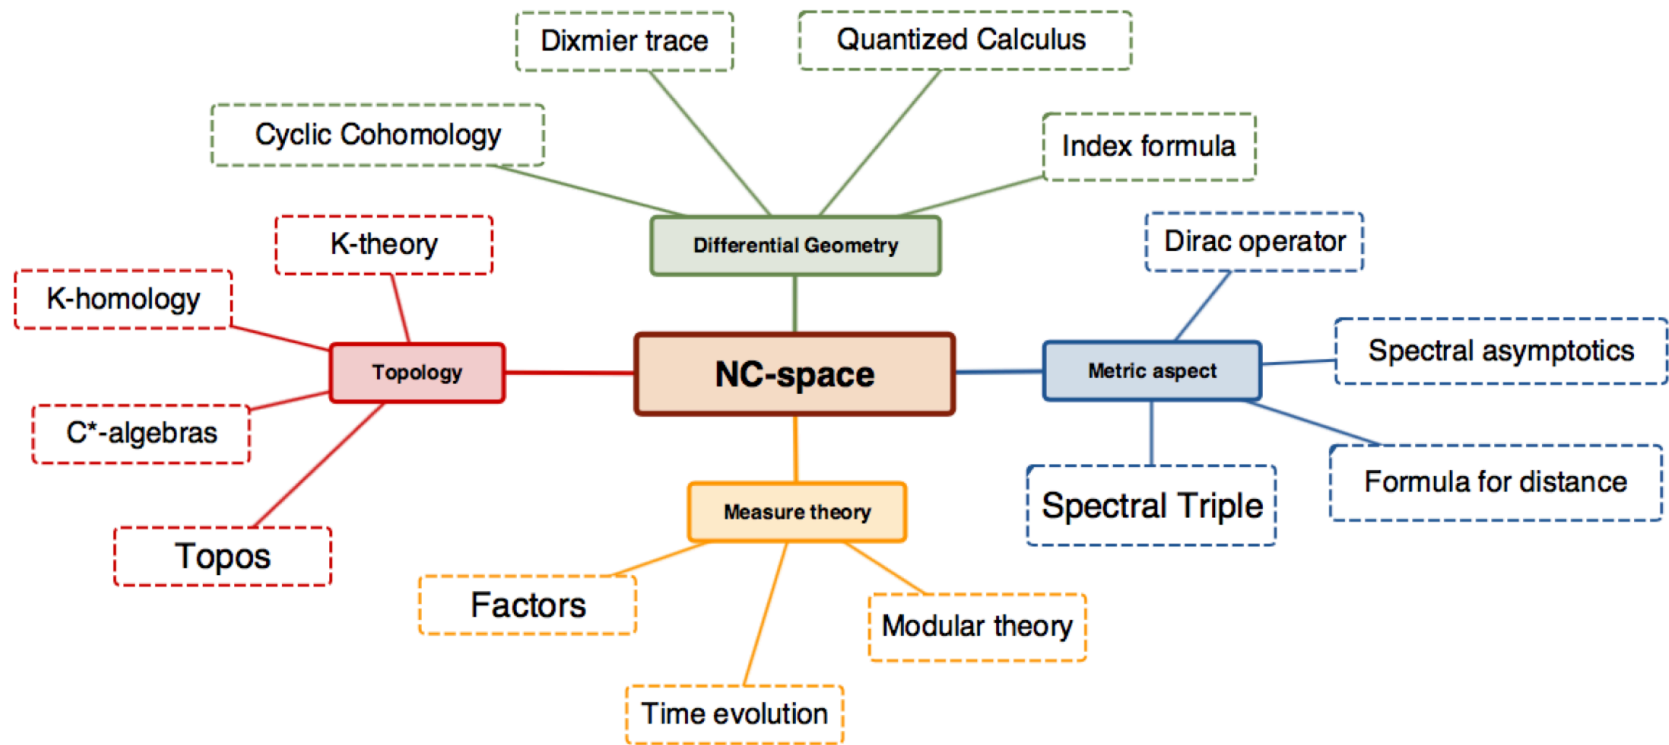 Dixmier trace
Quantized Calculus
Cyclic Cohomology
Index formula
K-theory
Differential Geometry
Dirac operator
K-homology
Topology
NC-space
Metric aspect
Spectral asymptotics
C*-algebras
Spectral Triple
Formula for distance
Measure theory
Topos
Factors
Modular theory
Time evolution